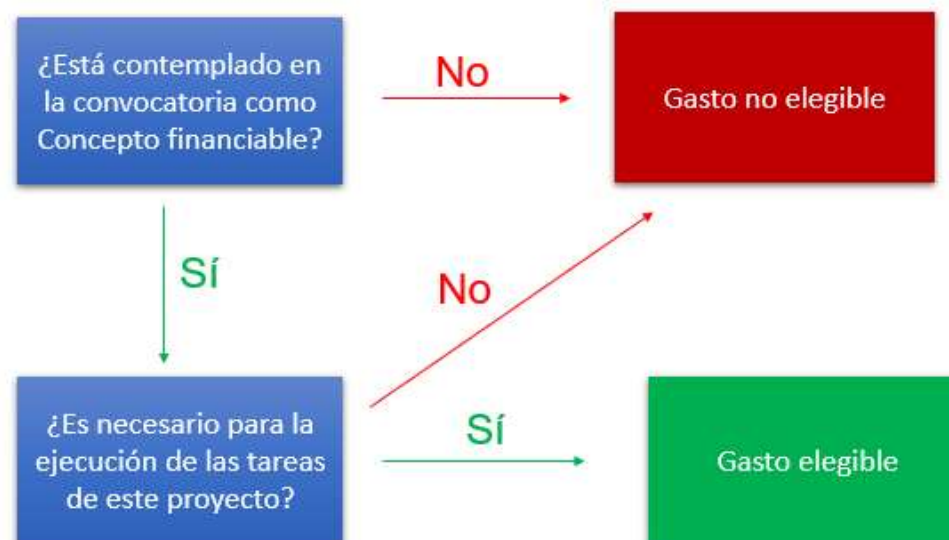 ¿Está contemplado en
la convocatoria como
Concepto financiable?
No
Gasto no elegible
Sí
No
¿Es necesario para la
ejecución de las tareas
de este proyecto?
Sí
Gasto elegible